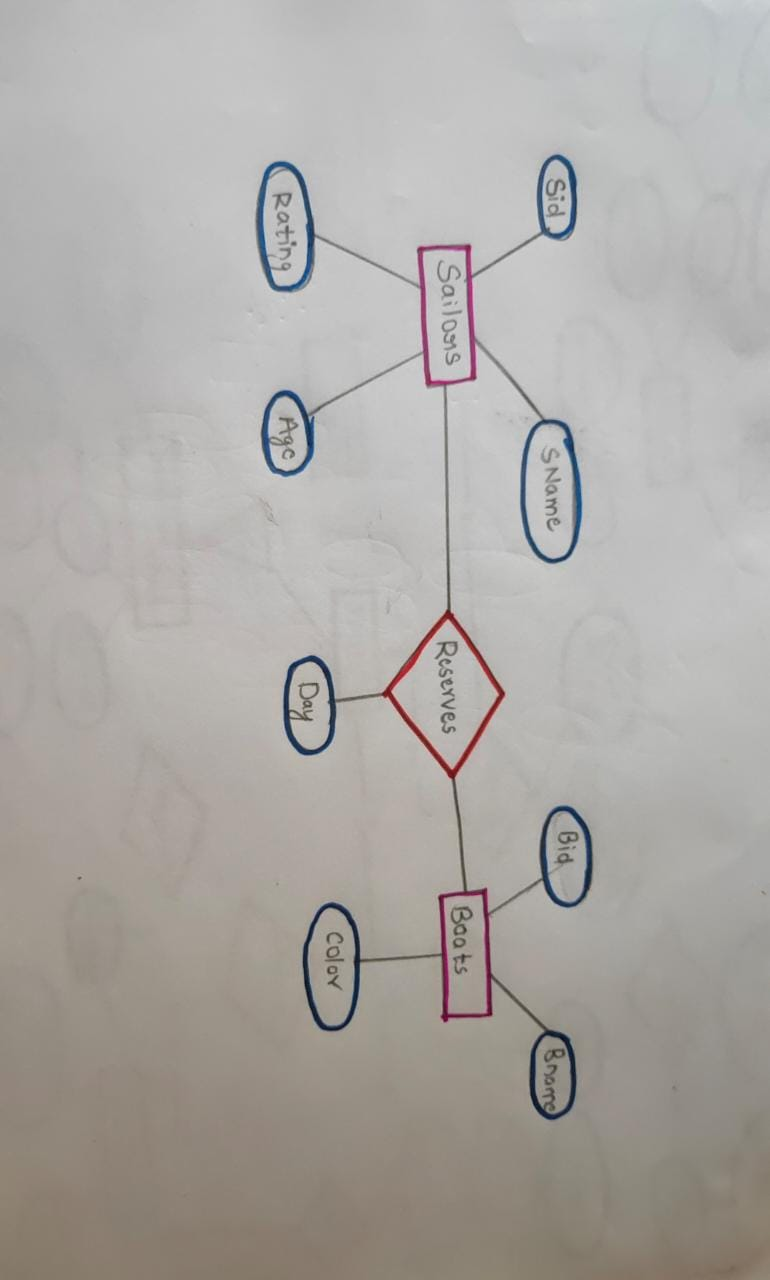 Sid
SName
Sailors
Rating
Age
Reserves
Day
Bid
Bname
Boats
Color